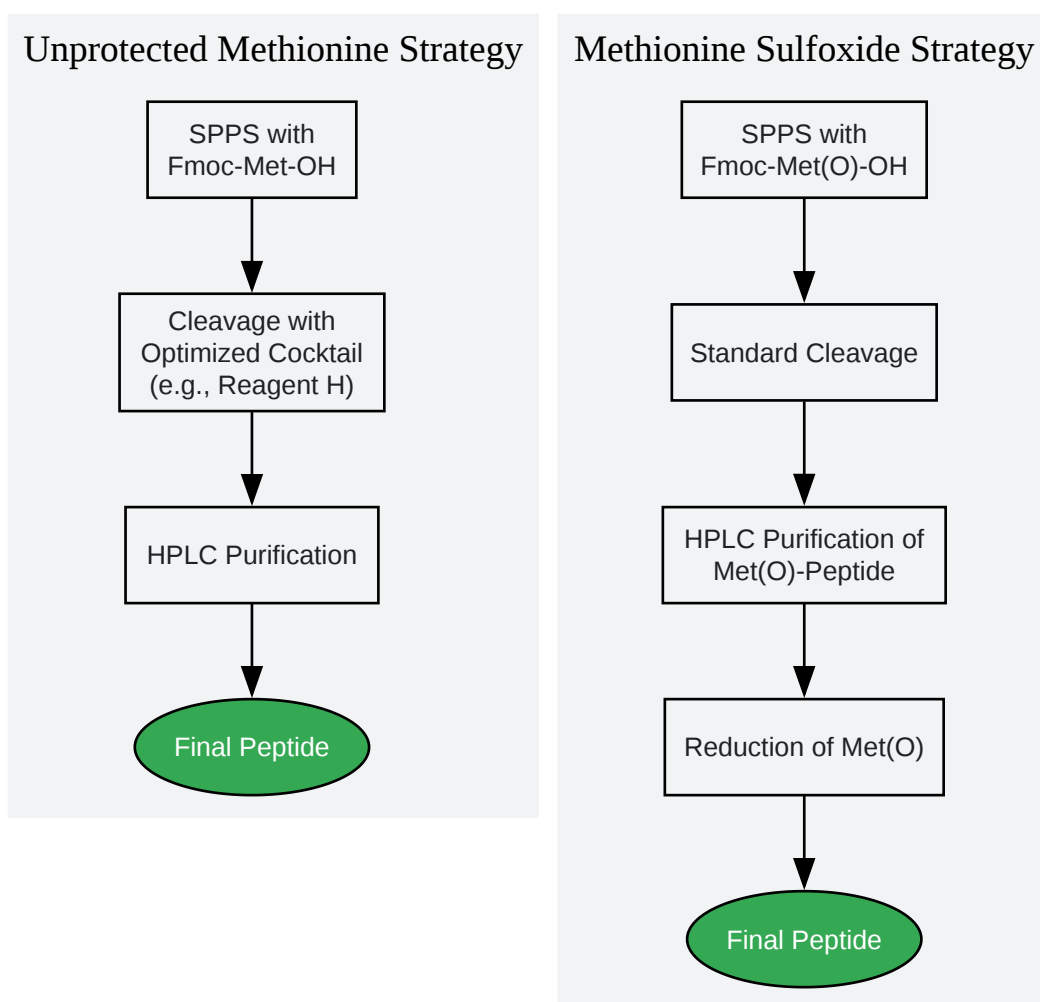 Unprotected Methionine Strategy
SPPS with
Fmoc-Met-OH
Cleavage with
Optimized Cocktail
(e.g., Reagent H)
HPLC Purification
Final Peptide
Methionine Sulfoxide Strategy
SPPS with
Fmoc-Met(O)-OH
Standard Cleavage
HPLC Purification of
Met(O)-Peptide
Reduction of Met(O)
Final Peptide